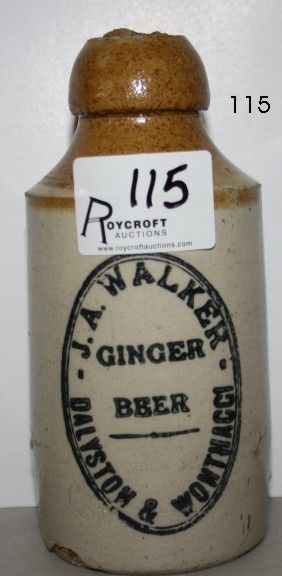 115
115
ROYCROFT
AUCTIONS
www.roycroftauctions.com
J.A. WALKER
GINGER
BEER
DALYSTON & WONTHAGGI